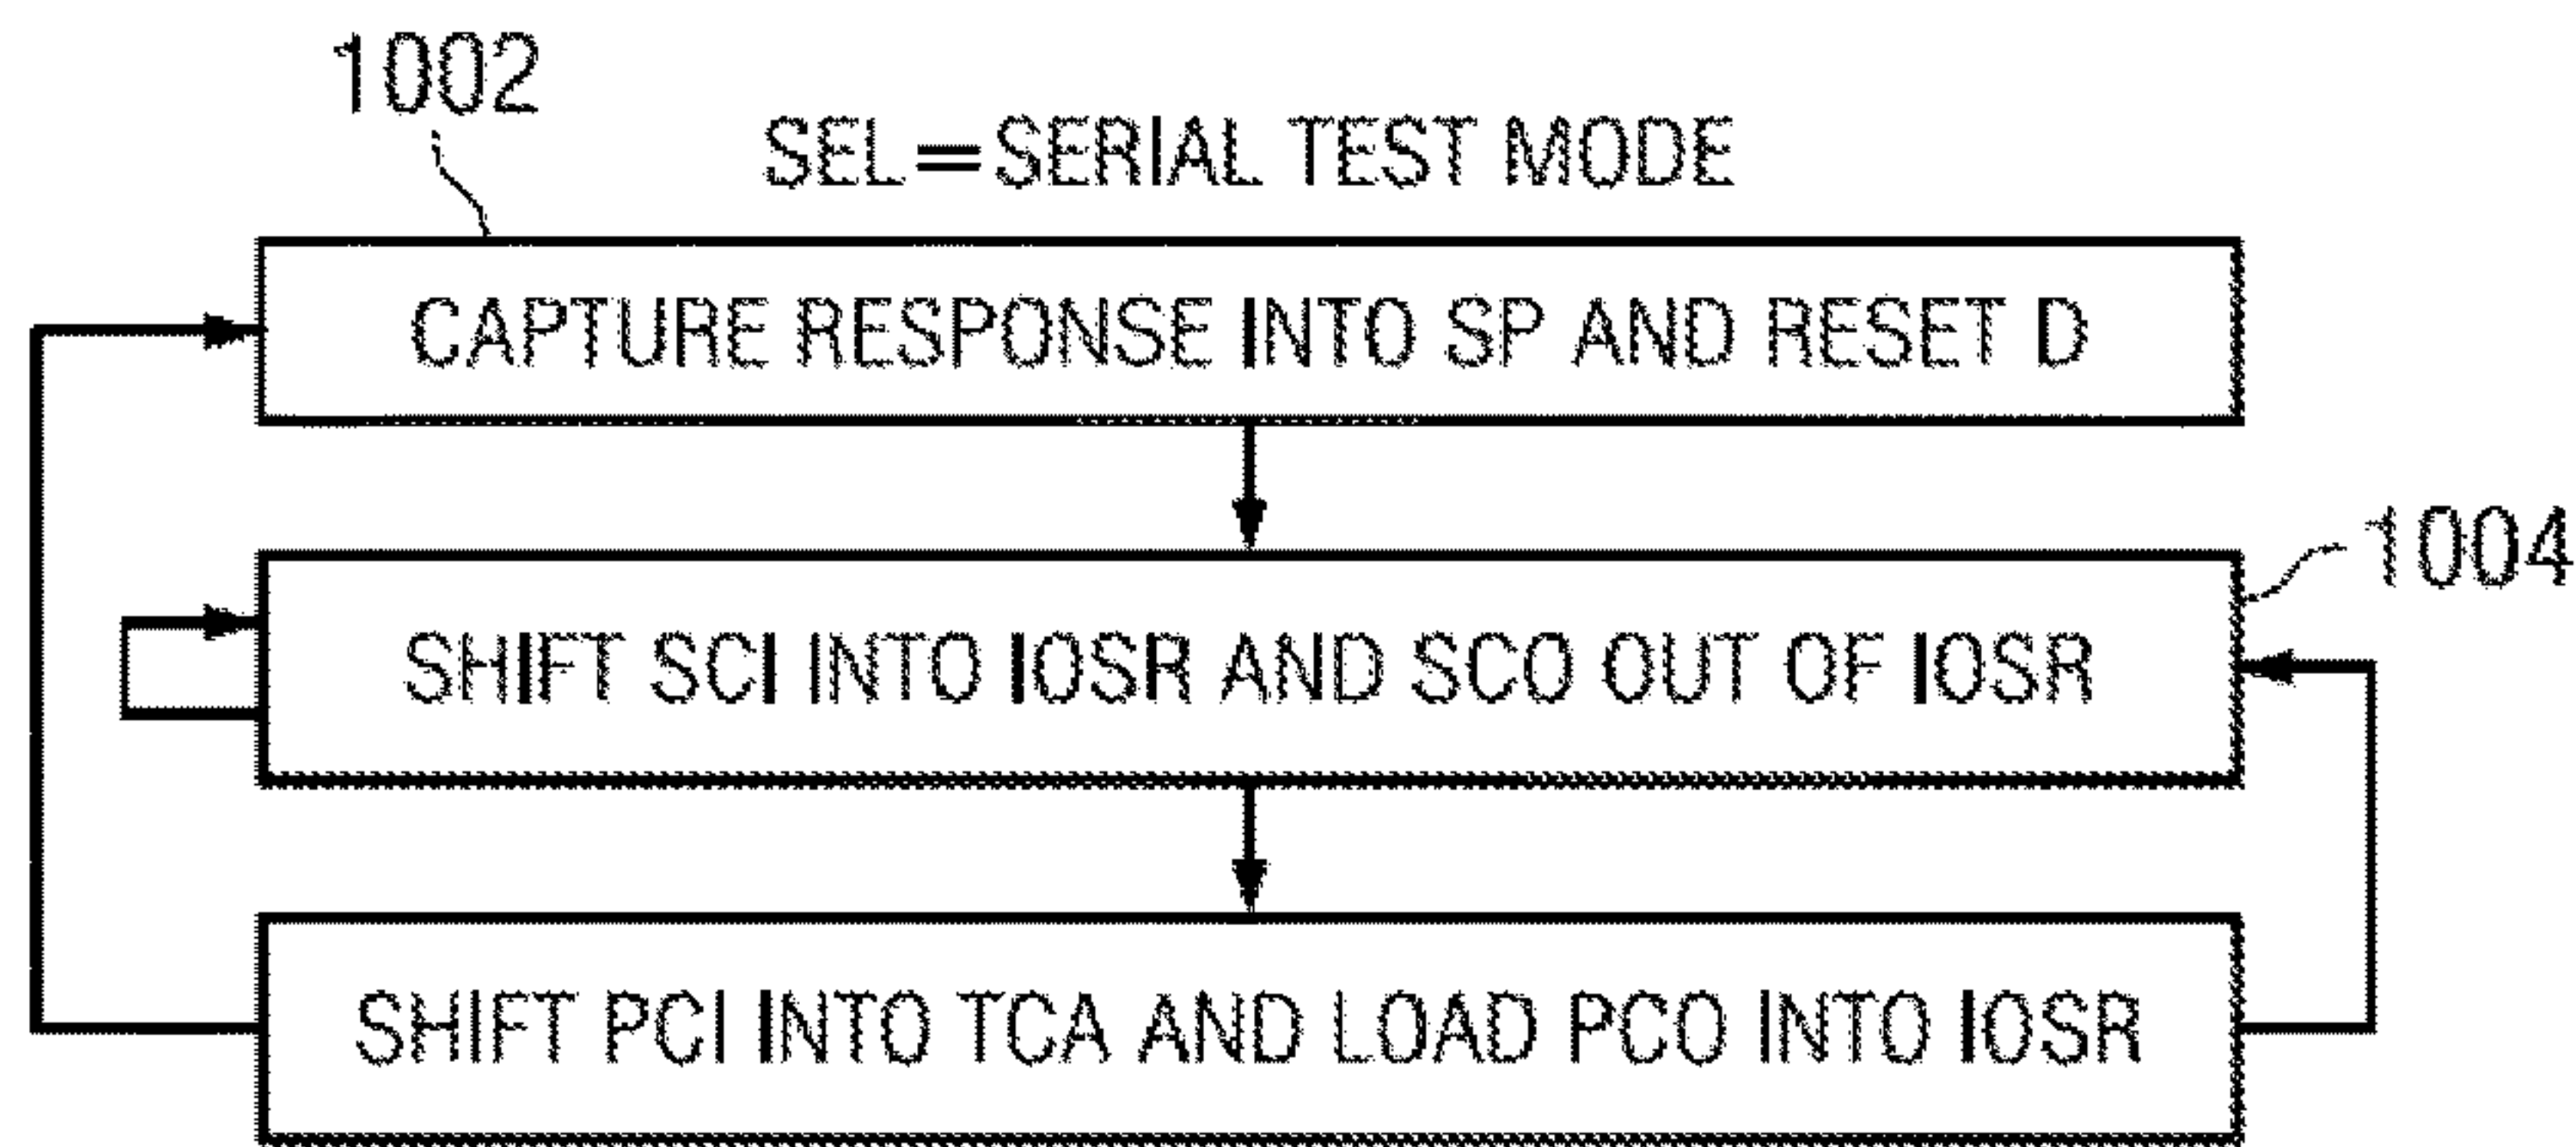 1002
SEL=SERIAL TEST MODE
CAPTURE RESPONSE INTO SP AND RESET D
1004
SHIFT SCI INTO IOSR AND SCO OUT OF IOSR
SHIFT PCI INTO TCA AND LOAD PCO INTO IOSR